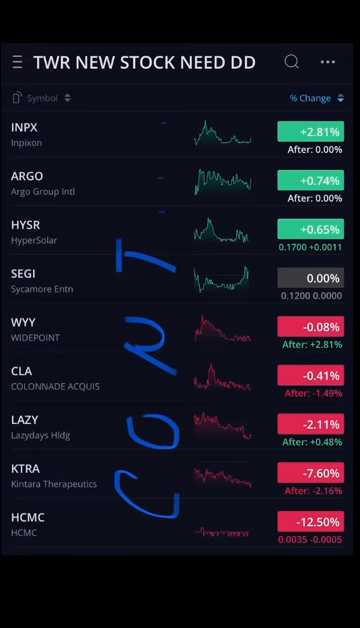 TWR NEW STOCK NEED DD
Symbol % Change
INPX +2.81%
Inpixon After: 0.00%
ARGO +0.74%
Argo Group Intl After: 0.00%
HYSR +0.65%
HyperSolar 0.1700 +0.0011
SEGI 0.00%
Sycamore Entn 0.1200 0.0000
WYY -0.08%
WIDEPOINT After: +2.81%
CLA -0.41%
COLONNADE ACQUIS After: -1.49%
LAZY -2.11%
Lazydays Hldg After: +0.48%
KTRA -7.60%
Kintara Therapeutics After: -2.16%
HCMC -12.50%
HCMC 0.0035 -0.0005